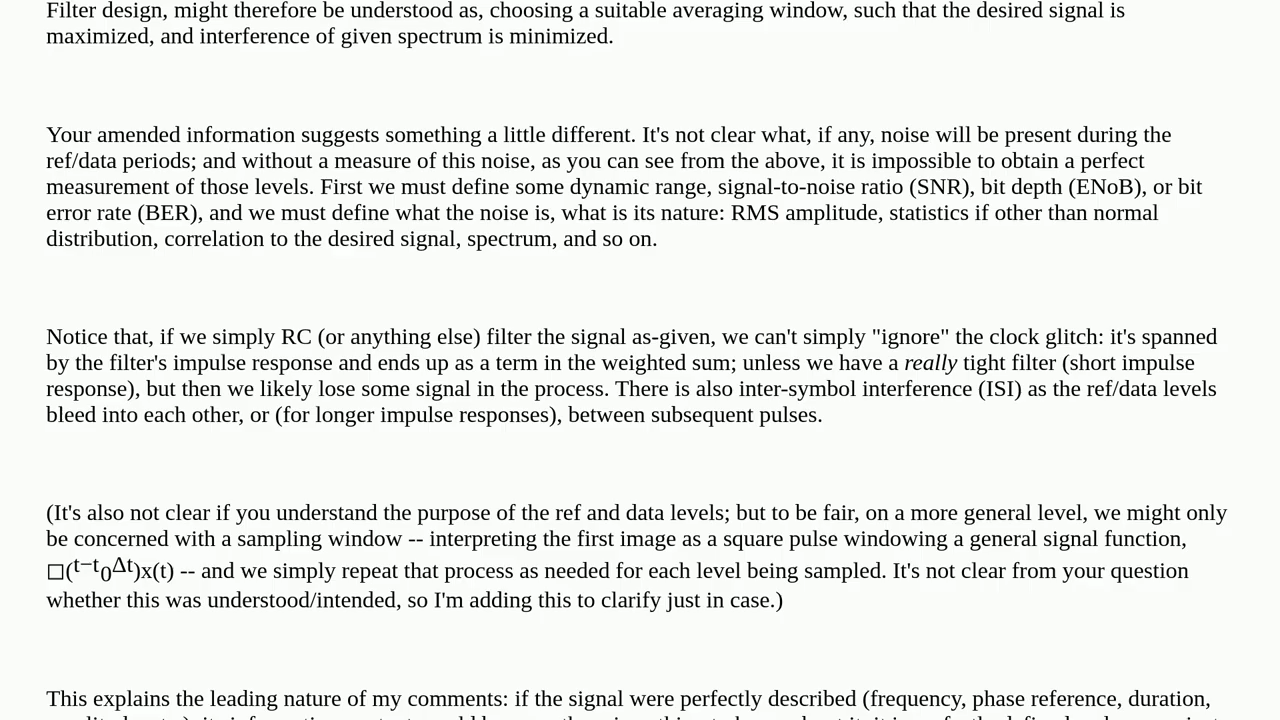 Filter design, might therefore be understood as, choosing a suitable averaging window, such that the desired signal is
maximized, and interference of given spectrum is minimized.
Your amended information suggests something a little different. It's not clear what, if any, noise will be present during the
ref/data periods; and without a measure of this noise, as you can see from the above, it is impossible to obtain a perfect
measurement of those levels. First we must define some dynamic range, signal-to-noise ratio (SNR), bit depth (ENoB), or bit
error rate (BER), and we must define what the noise is, what is its nature: RMS amplitude, statistics if other than normal
distribution, correlation to the desired signal, spectrum, and so on.
Notice that, if we simply RC (or anything else) filter the signal as-given, we can't simply "ignore" the clock glitch: it's spanned
by the filter's impulse response and ends up as a term in the weighted sum; unless we have a really tight filter (short impulse
response), but then we likely lose some signal in the process. There is also inter-symbol interference (ISI) as the ref/data levels
bleed into each other, or (for longer impulse responses), between subsequent pulses.
(It's also not clear if you understand the purpose of the ref and data levels; but to be fair, on a more general level, we might only
be concerned with a sampling window -- interpreting the first image as a square pulse windowing a general signal function,
□(t−t0Δt)x(t) -- and we simply repeat that process as needed for each level being sampled. It's not clear from your question
whether this was understood/intended, so I'm adding this to clarify just in case.)
This explains the leading nature of my comments: if the signal were perfectly described (frequency, phase reference, duration,